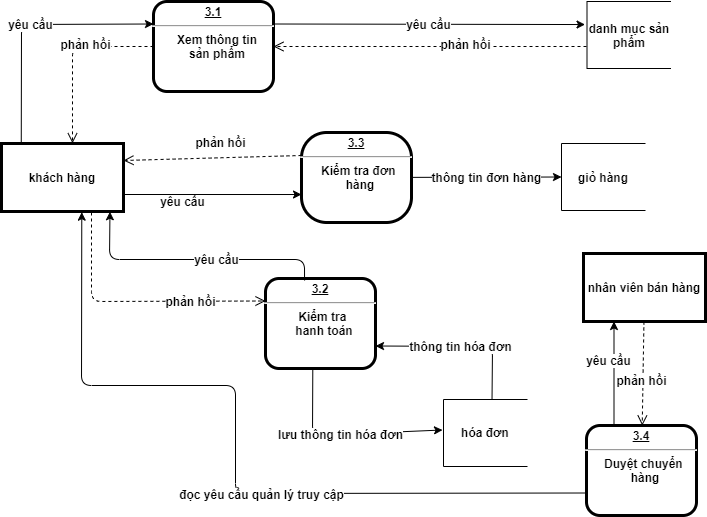 3.1
Xem thông tin
sản phẩm
yêu cầu
yêu cầu
phản hồi
phản hồi
danh mục sản
phẩm
phản hồi
3.3
Kiểm tra đơn
hàng
khách hàng
thông tin đơn hàng
giỏ hàng
yêu cầu
yêu cầu
3.2
Kiểm tra
hanh toán
phản hồi
nhân viên bán hàng
thông tin hóa đơn
yêu cầu
phản hồi
lưu thông tin hóa đơn
hóa đơn
3.4
Duyệt chuyển
hàng
đọc yêu cầu quản lý truy cập